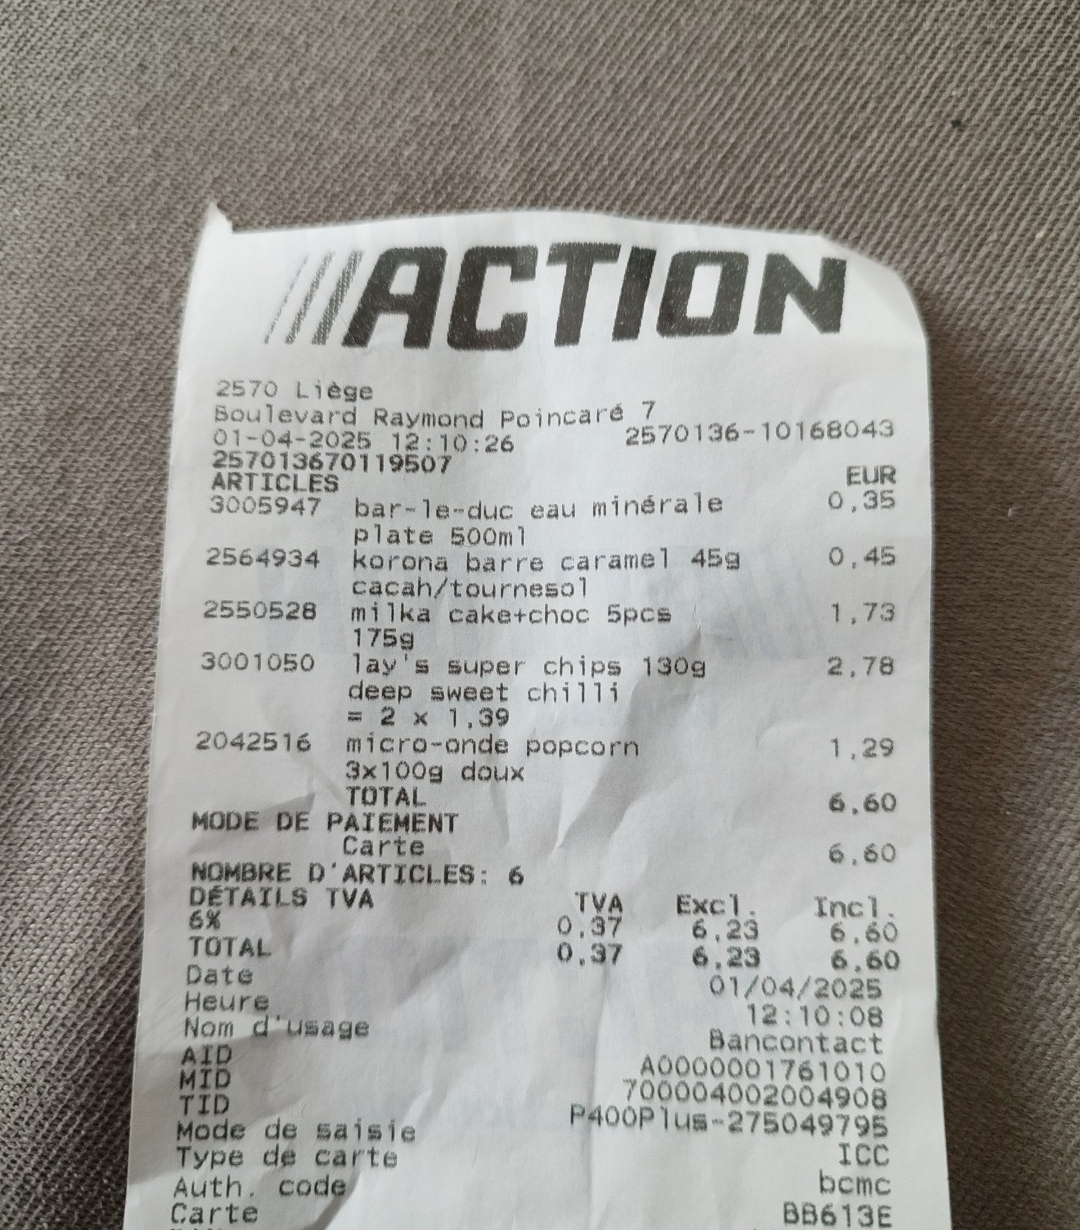 ACTION
2570 Liège
Boulevard Raymond Poincaré 7
01-04-2025 12:10:26 2570136-10168043
257013670119507
ARTICLES EUR
3005947 bar-le-duc eau minérale 0,35
plate 500ml
2564934 korona barre caramel 45g 0,45
cacah/tournesol
2550528 milka cake+choc 5pcs 1,73
175g
3001050 lay's super chips 130g 2,78
deep sweet chilli
= 2 x 1,39
2042516 micro-onde popcorn 1,29
3x100g doux
TOTAL 6,60
MODE DE PAIEMENT
Carte 6,60
NOMBRE D'ARTICLES: 6
DÉTAILS TVA TVA Excl. Incl.
6% 0,37 6,23 6,60
TOTAL 0,37 6,23 6,60
Date 01/04/2025
Heure 12:10:08
Nom d'usage Bancontact
AID A0000001761010
MID 700004002004908
TID P400Plus-275049795
Mode de saisie ICC
Type de carte bcmc
Auth. code BB613E
Carte